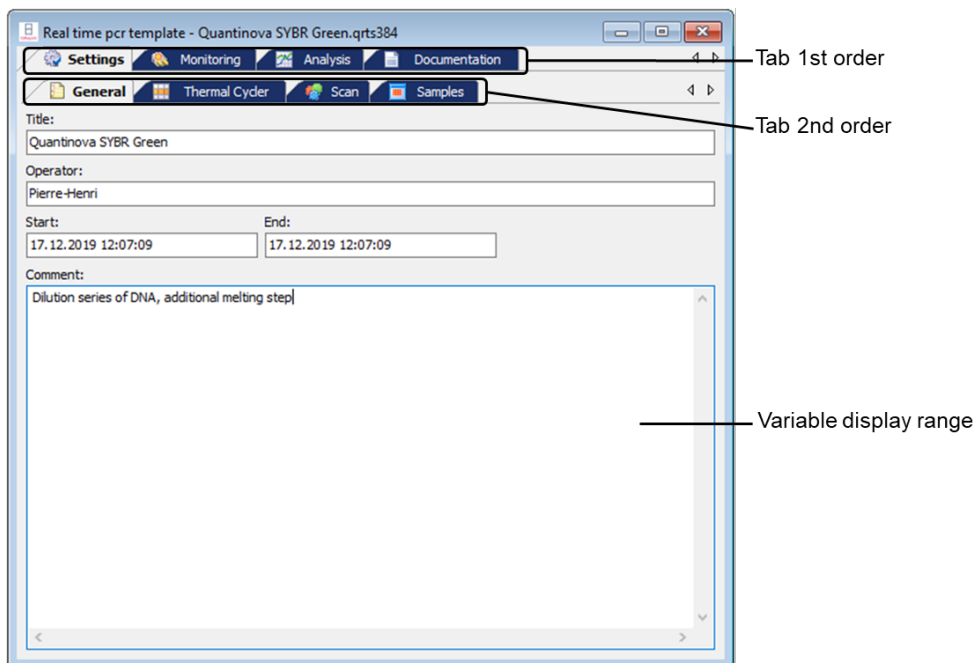 Real time pcr template - Quantinova SYBR Green.qrts384
Settings Monitoring Analysis Documentation
Tab 1st order
General Thermal Cycler Scan Samples
Tab 2nd order
Title:
Quantinova SYBR Green
Operator:
Pierre-Henri
Start: End:
17.12.2019 12:07:09 17.12.2019 12:07:09
Comment:
Dilution series of DNA, additional melting step
Variable display range